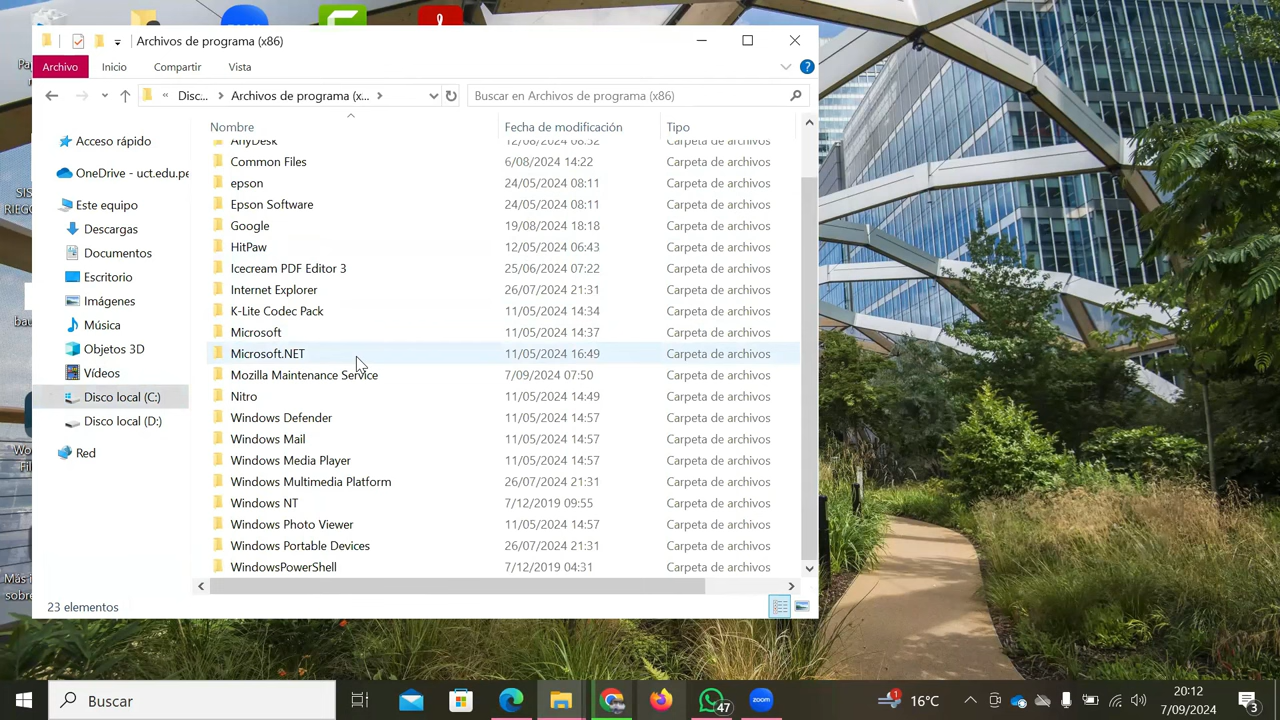 Archivos de programa (x86)
Archivo Inicio Compartir Vista
« Disc... > Archivos de programa (x... >
Buscar en Archivos de programa (x86)
Nombre Fecha de modificación Tipo
AnyDesk 12/08/2024 08:32 Carpeta de archivos
Common Files 6/08/2024 14:22 Carpeta de archivos
epson 24/05/2024 08:11 Carpeta de archivos
Epson Software 24/05/2024 08:11 Carpeta de archivos
Google 19/08/2024 18:18 Carpeta de archivos
HitPaw 12/05/2024 06:43 Carpeta de archivos
Icecream PDF Editor 3 25/06/2024 07:22 Carpeta de archivos
Internet Explorer 26/07/2024 21:31 Carpeta de archivos
K-Lite Codec Pack 11/05/2024 14:34 Carpeta de archivos
Microsoft 11/05/2024 14:37 Carpeta de archivos
Microsoft.NET 11/05/2024 16:49 Carpeta de archivos
Mozilla Maintenance Service 7/09/2024 07:50 Carpeta de archivos
Nitro 11/05/2024 14:49 Carpeta de archivos
Windows Defender 11/05/2024 14:57 Carpeta de archivos
Windows Mail 11/05/2024 14:57 Carpeta de archivos
Windows Media Player 11/05/2024 14:57 Carpeta de archivos
Windows Multimedia Platform 26/07/2024 21:31 Carpeta de archivos
Windows NT 7/12/2019 09:55 Carpeta de archivos
Windows Photo Viewer 11/05/2024 14:57 Carpeta de archivos
Windows Portable Devices 26/07/2024 21:31 Carpeta de archivos
WindowsPowerShell 7/12/2019 04:31 Carpeta de archivos
Acceso rápido
OneDrive - uct.edu.pe
Este equipo
Descargas
Documentos
Escritorio
Imágenes
Música
Objetos 3D
Vídeos
Disco local (C:)
Disco local (D:)
Red
23 elementos
Buscar
zoom
47
1
16°C
20:12
7/09/2024
3